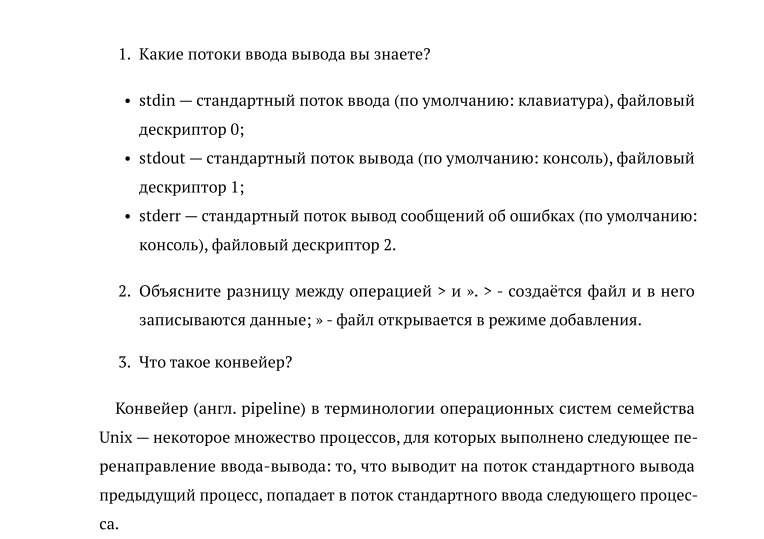 1. Какие потоки ввода вывода вы знаете?
• stdin — стандартный поток ввода (по умолчанию: клавиатура), файловый
дескриптор 0;
• stdout — стандартный поток вывода (по умолчанию: консоль), файловый
дескриптор 1;
• stderr — стандартный поток вывод сообщений об ошибках (по умолчанию:
консоль), файловый дескриптор 2.
2. Объясните разницу между операцией > и ». > - создаётся файл и в него
записываются данные; » - файл открывается в режиме добавления.
3. Что такое конвейер?
Конвейер (англ. pipeline) в терминологии операционных систем семейства
Unix — некоторое множество процессов, для которых выполнено следующее пе-
ренаправление ввода-вывода: то, что выводит на поток стандартного вывода
предыдущий процесс, попадает в поток стандартного ввода следующего процес-
са.